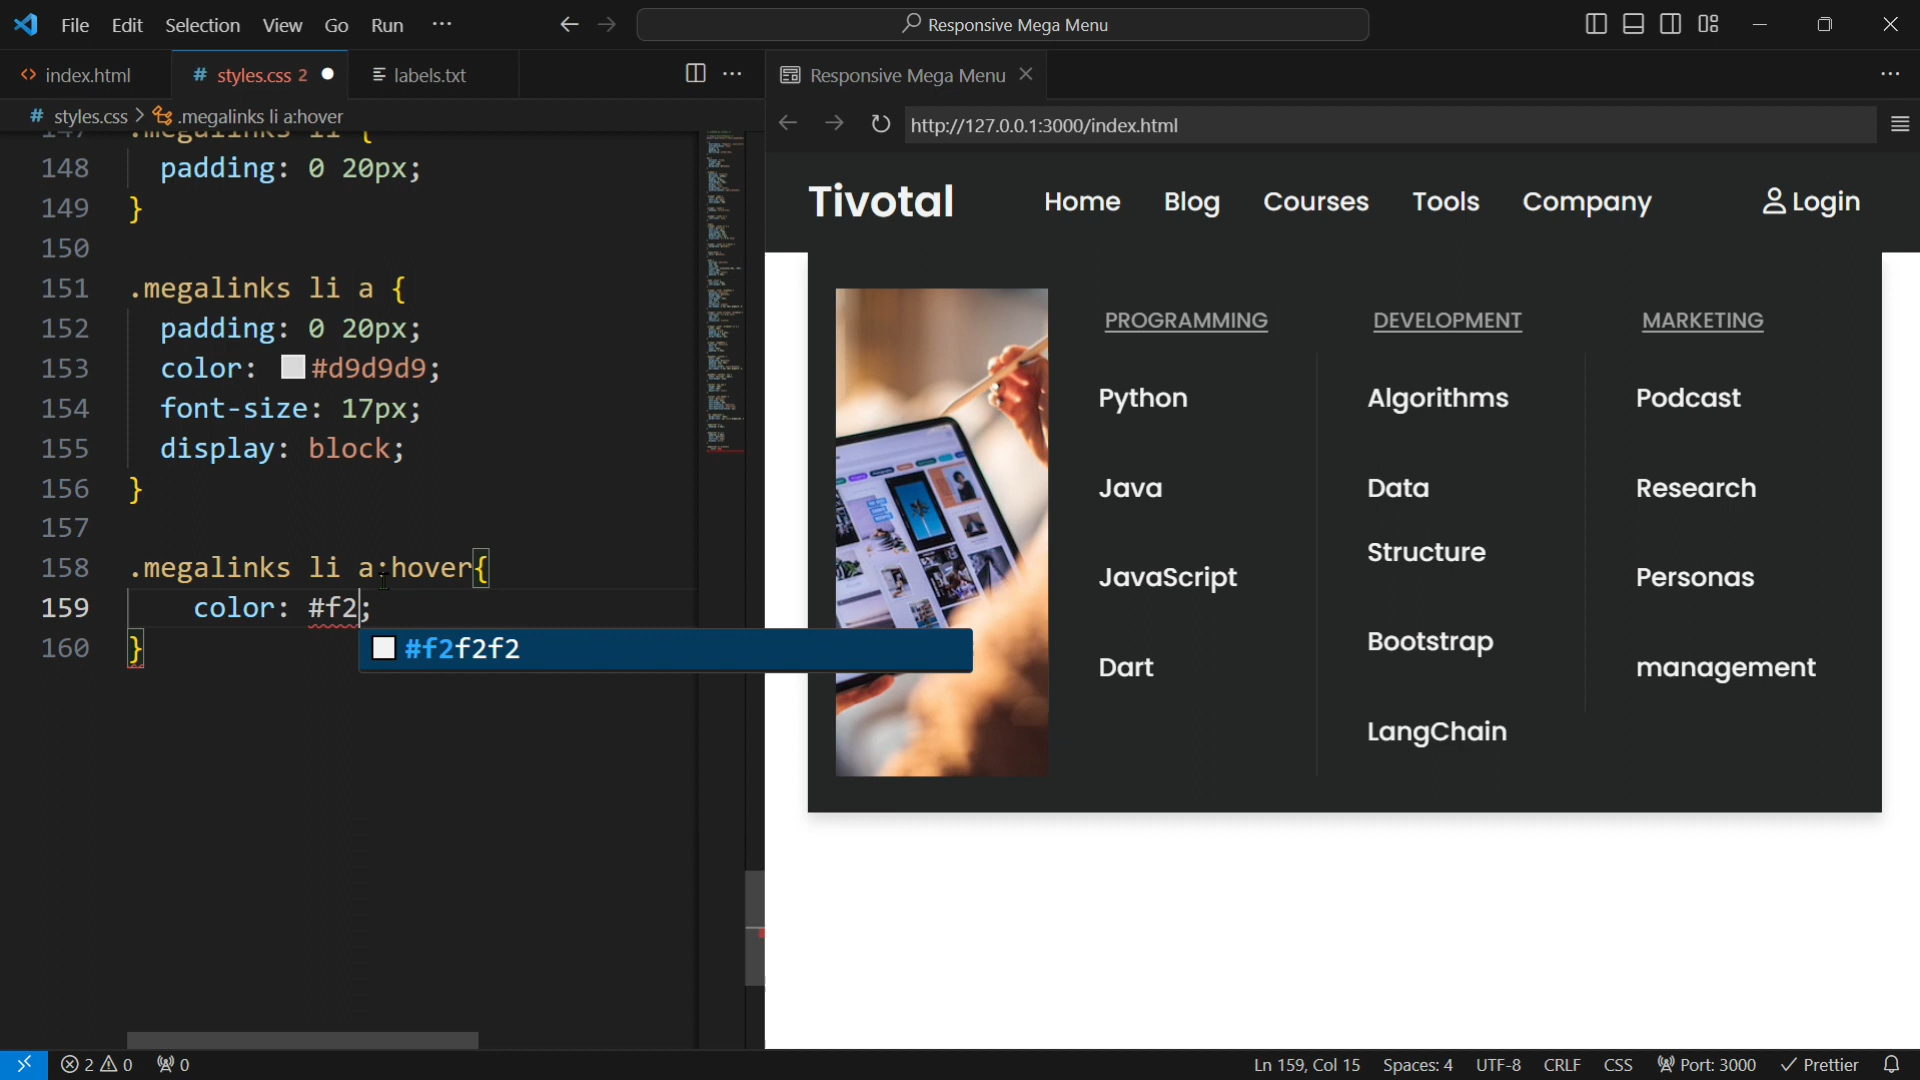 File Edit Selection View Go Run ···
Responsive Mega Menu
index.html
# styles.css 2
labels.txt
Responsive Mega Menu
# styles.css > .megalinks li a:hover
http://127.0.0.1:3000/index.html
147 .megalinks li {
148 padding: 0 20px;
149 }
150
151 .megalinks li a {
152 padding: 0 20px;
153 color: #d9d9d9;
154 font-size: 17px;
155 display: block;
156 }
157
158 .megalinks li a:hover{
159 color: #f2;
160 }
#f2f2f2
Tivotal Home Blog Courses Tools Company Login
PROGRAMMING
Python
Java
JavaScript
Dart
DEVELOPMENT
Algorithms
Data
Structure
Bootstrap
LangChain
MARKETING
Podcast
Research
Personas
management
2 0 0
Ln 159, Col 15 Spaces: 4 UTF-8 CRLF CSS Port: 3000 Prettier